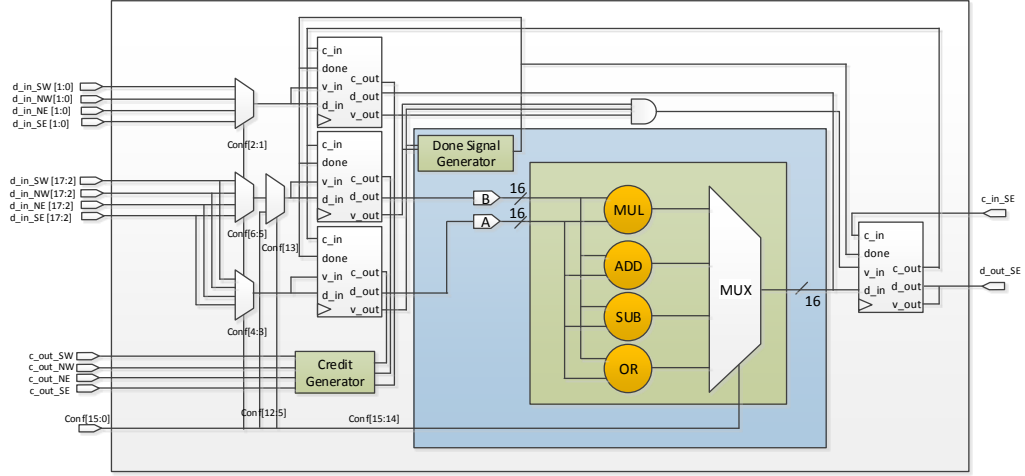 d_in_SW [1:0]
d_in_NW[1:0]
d_in_NE [1:0]
d_in_SE [1:0]
Conf[2:1]
c_in
done
v_in
d_in
c_out
d_out
v_out
d_in_SW [17:2]
d_in_NW[17:2]
d_in_NE [17:2]
d_in_SE [17:2]
Conf[6:5]
Conf[13]
c_in
done
v_in
d_in
c_out
d_out
v_out
Conf[4:3]
c_in
done
v_in
d_in
c_out
d_out
v_out
Done Signal
Generator
B
16
A
16
MUL
ADD
SUB
OR
MUX
16
c_in
done
v_in
d_in
c_out
d_out
v_out
c_in_SE
d_out_SE
c_out_SW
c_out_NW
c_out_NE
c_out_SE
Credit
Generator
Conf[15:0]
Conf[12:5]
Conf[15:14]